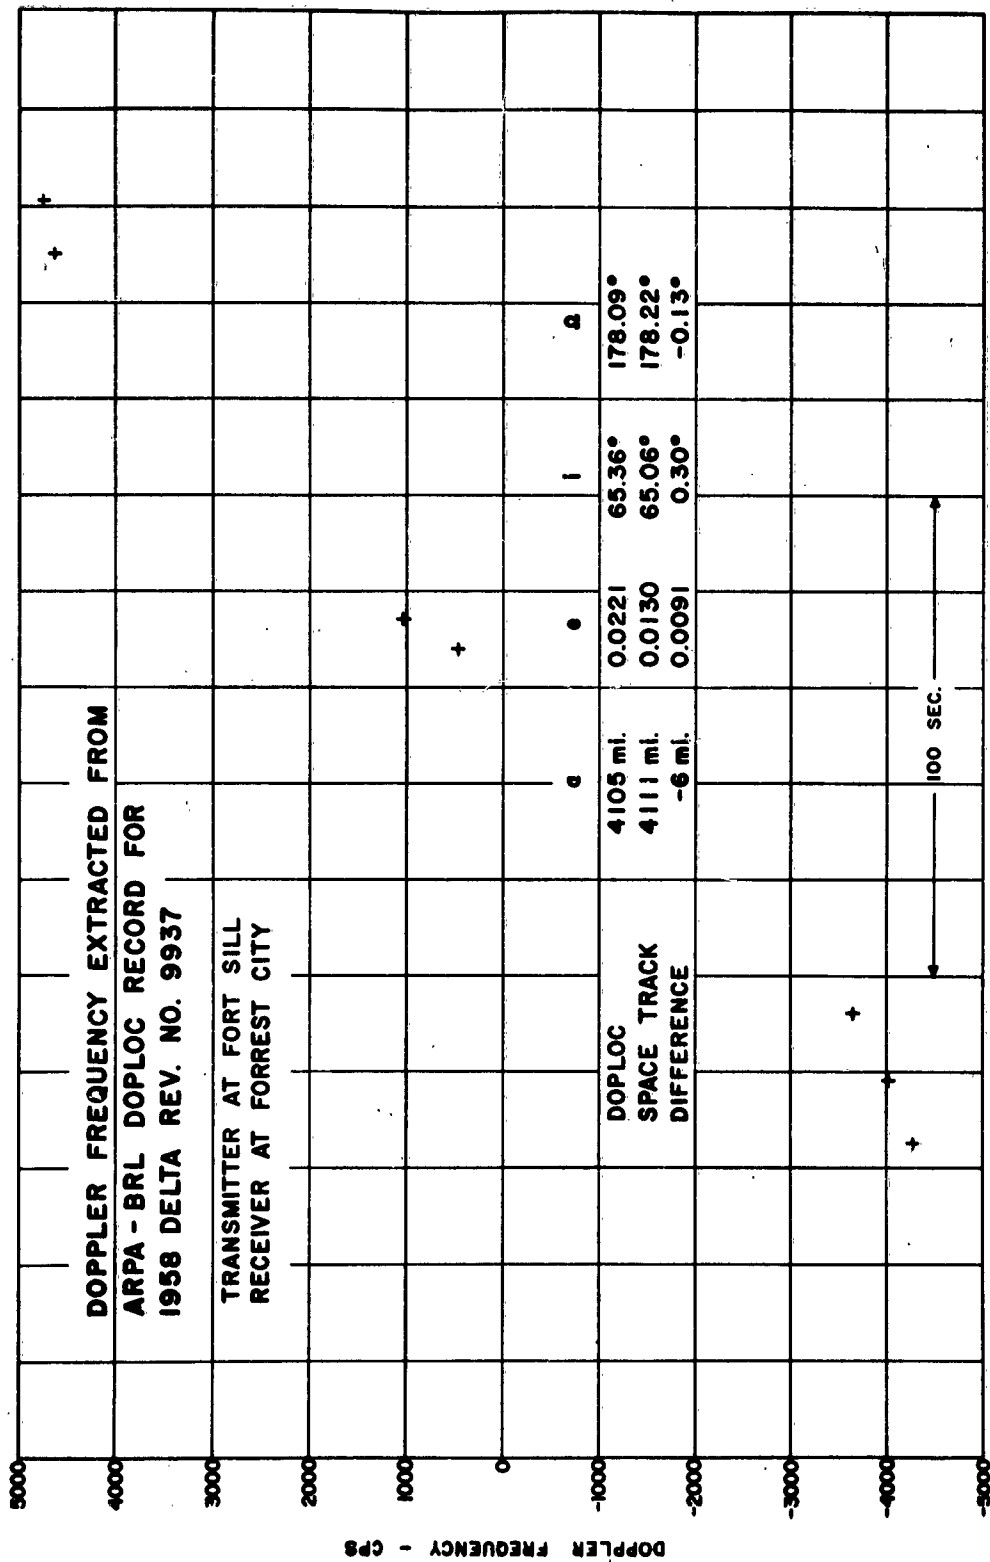 DOPPLER FREQUENCY EXTRACTED FROM
ARPA - BRL DOPLOC RECORD FOR
1958 DELTA REV. NO. 9937
TRANSMITTER AT FORT SILL
RECEIVER AT FORREST CITY
a e i Ω
DOPLOC 4105 mi. 0.0221 65.36° 178.09°
SPACE TRACK 4111 mi. 0.0130 65.06° 178.22°
DIFFERENCE -6 mi. 0.0091 0.30° -0.13°
100 SEC.
DOPPLER FREQUENCY - CPS
5000
4000
3000
2000
1000
0
-1000
-2000
-3000
-4000
-5000